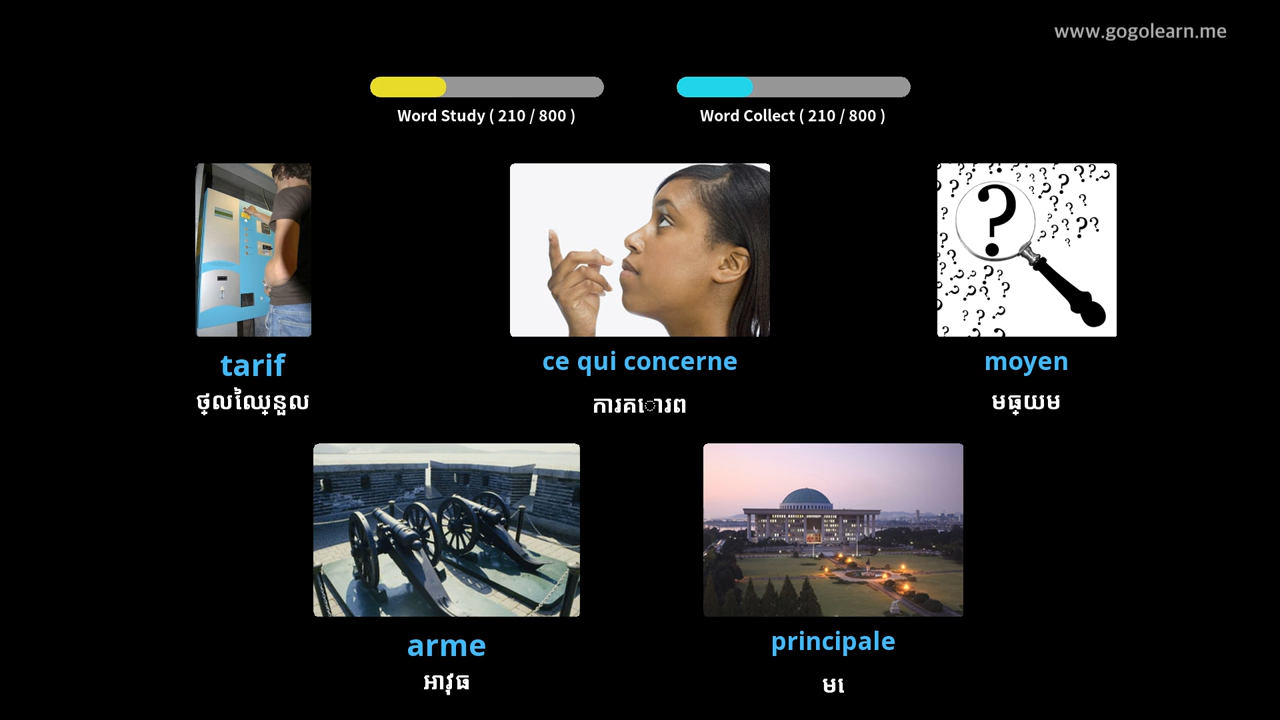 www.gogolearn.me
Word Study ( 210 / 800 )
Word Collect ( 210 / 800 )
tarif
ថ្លៃឈ្នួល
ce qui concerne
ការគោរព
moyen
មធ្យម
arme
អាវុធ
principale
មេ